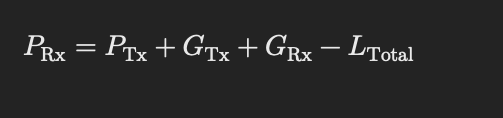 P_Rx = P_Tx + G_Tx + G_Rx − L_Total